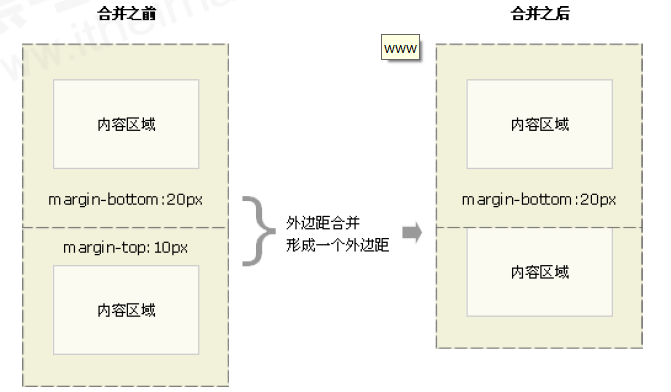 合并之前
合并之后
www
内容区域
内容区域
margin-bottom:20px
margin-bottom:20px
外边距合并
形成一个外边距
margin-top:10px
内容区域
内容区域